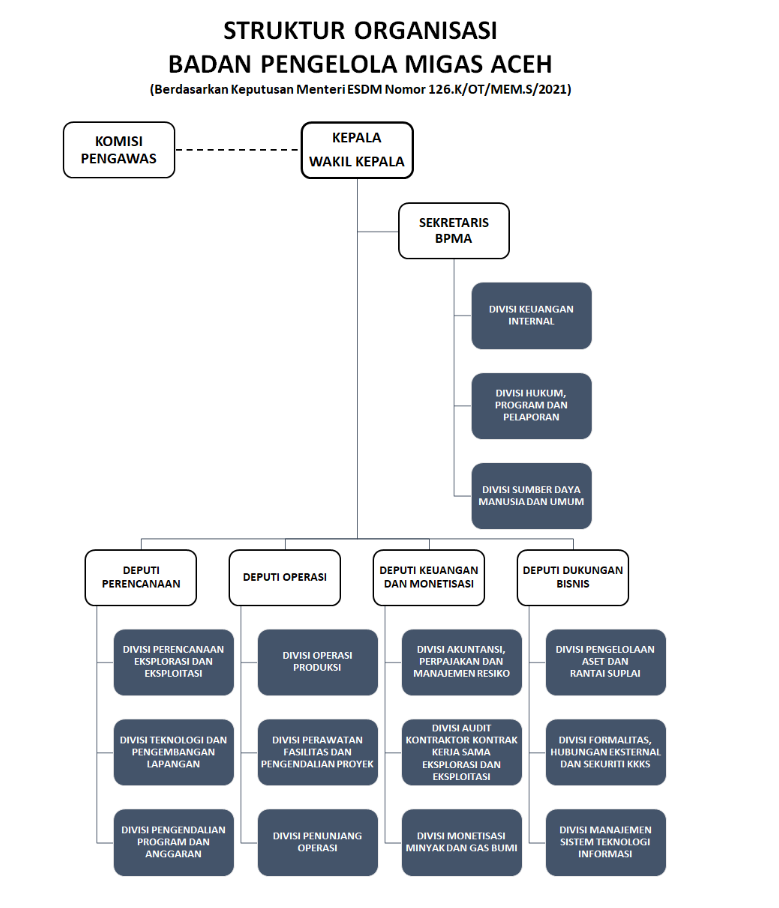 STRUKTUR ORGANISASI
BADAN PENGELOLA MIGAS ACEH
(Berdasarkan Keputusan Menteri ESDM Nomor 126.K/OT/MEM.S/2021)
KOMISI
PENGAWAS
KEPALA
WAKIL KEPALA
SEKRETARIS
BPMA
DIVISI KEUANGAN
INTERNAL
DIVISI HUKUM,
PROGRAM DAN
PELAPORAN
DIVISI SUMBER DAYA
MANUSIA DAN UMUM
DEPUTI
PERENCANAAN
DEPUTI OPERASI
DEPUTI KEUANGAN
DAN MONETISASI
DEPUTI DUKUNGAN
BISNIS
DIVISI PERENCANAAN
EKSPLORASI DAN
EKSPLOITASI
DIVISI OPERASI
PRODUKSI
DIVISI AKUNTANSI,
PERPAJAKAN DAN
MANAJEMEN RESIKO
DIVISI PENGELOLAAN
ASET DAN
RANTAI SUPLAI
DIVISI TEKNOLOGI DAN
PENGEMBANGAN
LAPANGAN
DIVISI PERAWATAN
FASILITAS DAN
PENGENDALIAN PROYEK
DIVISI AUDIT
KONTRAKTOR KONTRAK
KERJA SAMA
EKSPLORASI DAN
EKSPLOITASI
DIVISI FORMALITAS,
HUBUNGAN EKSTERNAL
DAN SEKURITI KKKS
DIVISI PENGENDALIAN
PROGRAM DAN
ANGGARAN
DIVISI PENUNJANG
OPERASI
DIVISI MONETISASI
MINYAK DAN GAS BUMI
DIVISI MANAJEMEN
SISTEM TEKNOLOGI
INFORMASI